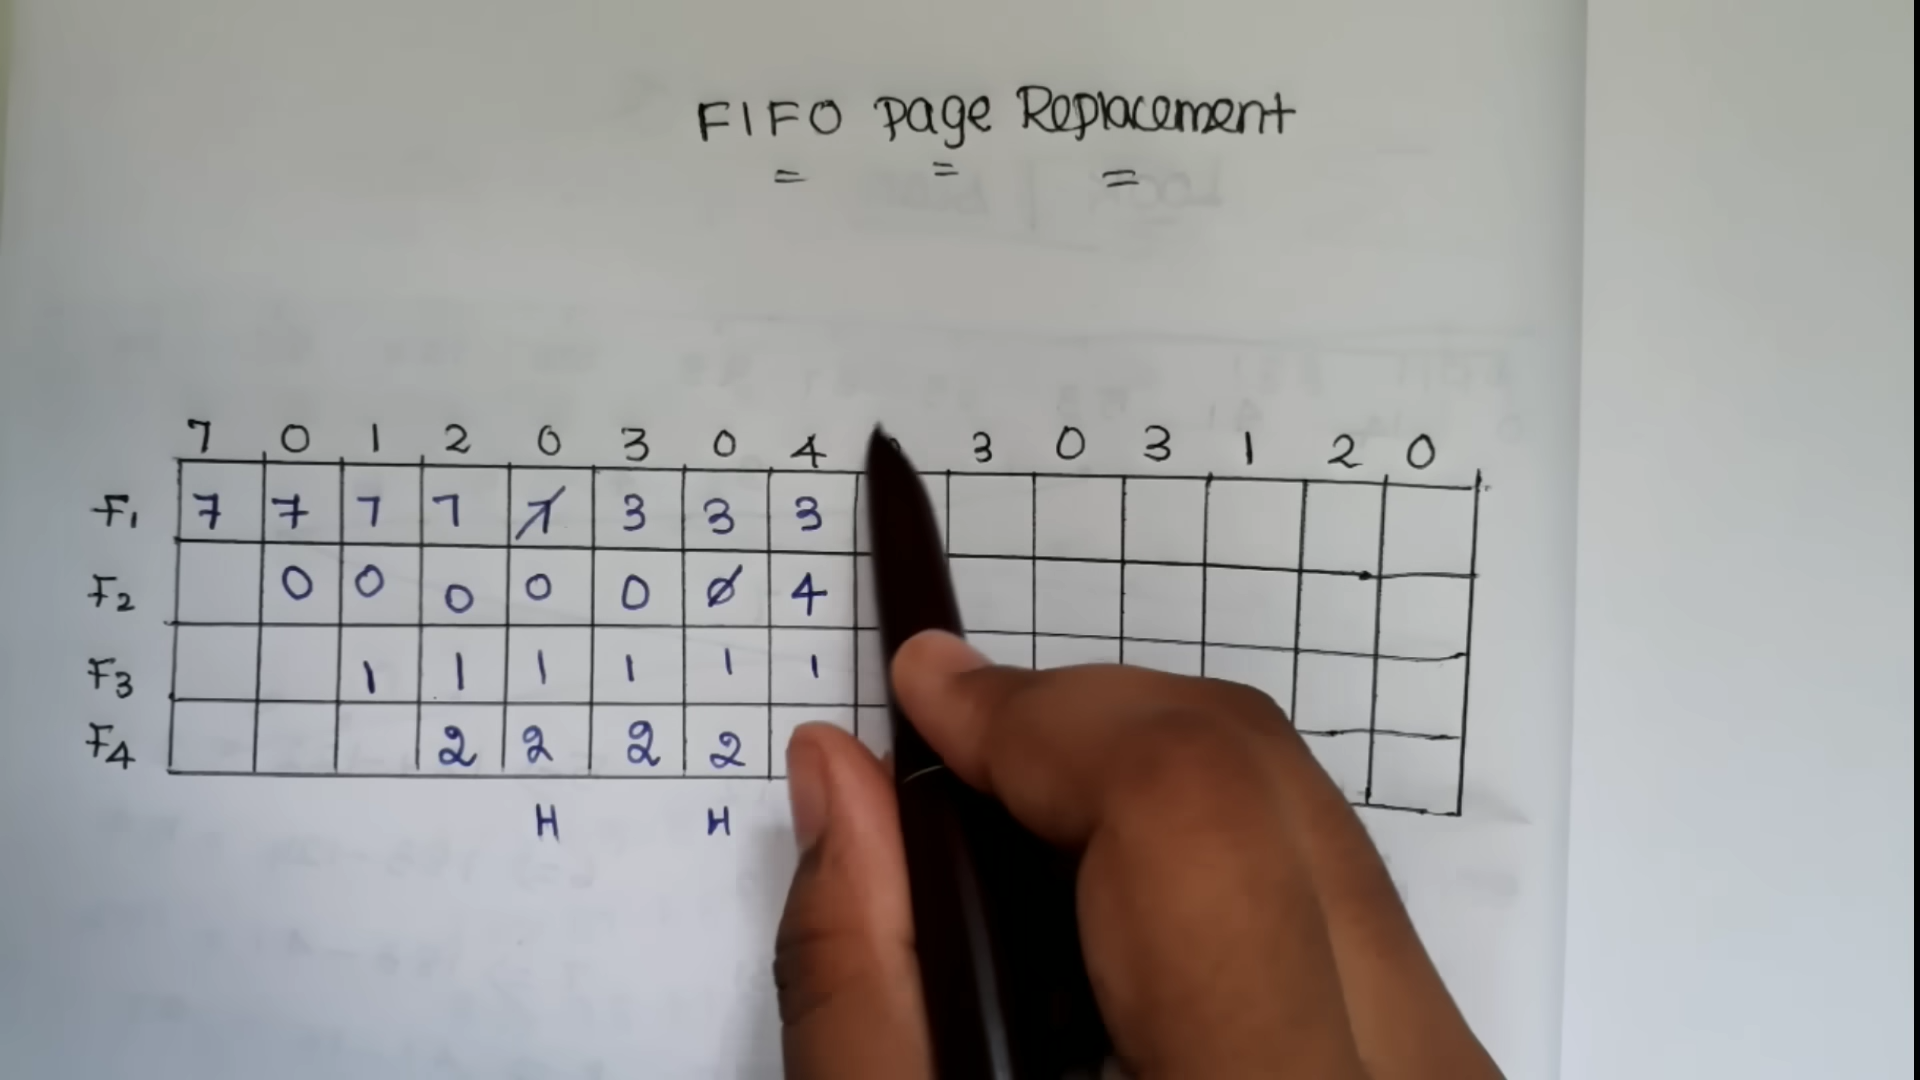 FIFO Page Replacement
7 0 1 2 0 3 0 4 3 0 3 1 2 0
F1 7 7 7 7 7 3 3 3
F2 0 0 0 0 0 0 4
F3 1 1 1 1 1 1
F4 2 2 2 2
H H